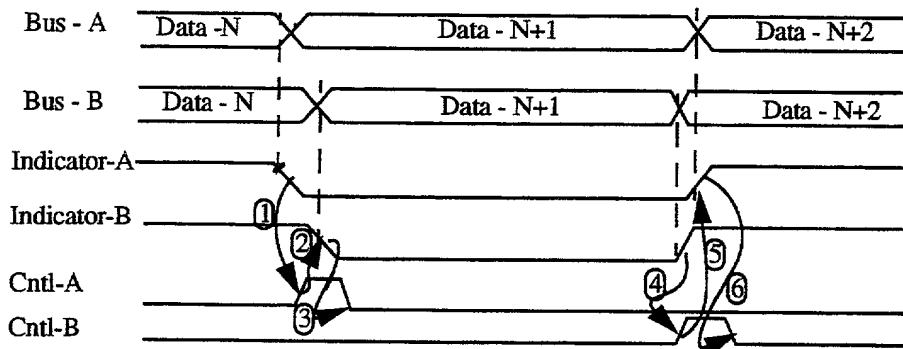 Bus - A Data -N Data - N+1 Data - N+2
Bus - B Data - N Data - N+1 Data - N+2
Indicator-A
Indicator-B
1 2 3 4 5 6
Cntl-A
Cntl-B